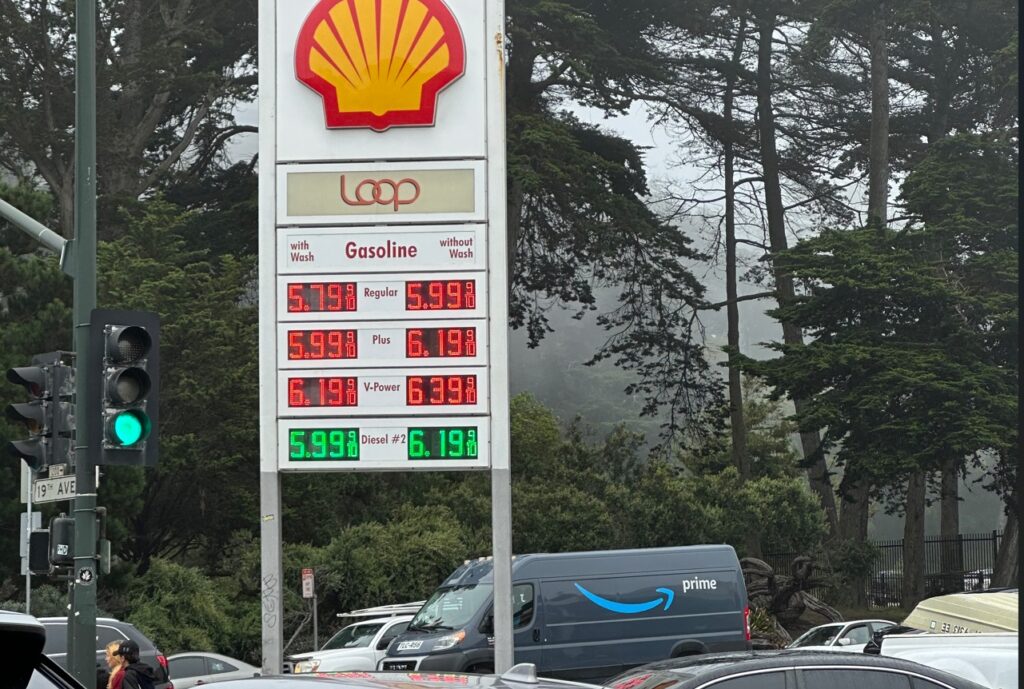 Loop
with Wash Gasoline without Wash
5.79 9/10 Regular 5.99 9/10
5.99 9/10 Plus 6.19 9/10
6.19 9/10 V-Power 6.39 9/10
5.99 9/10 Diesel #2 6.19 9/10
19TH AVE
prime